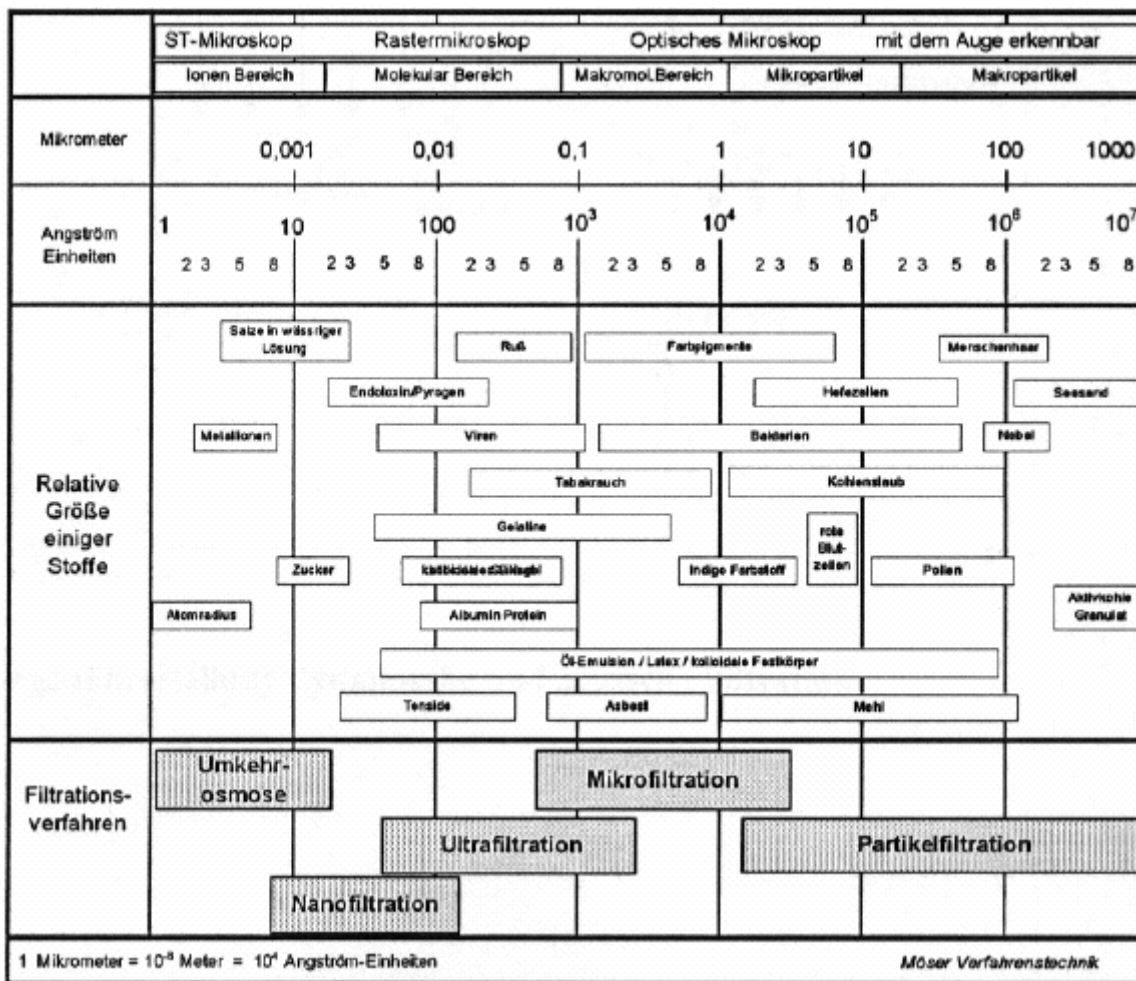 ST-Mikroskop Rastermikroskop Optisches Mikroskop mit dem Auge erkennbar
Ionen Bereich Molekular Bereich Makromol.Bereich Mikropartikel Makropartikel
Mikrometer 0,001 0,01 0,1 1 10 100 1000
Angström
Einheiten
1 10 100 10³ 10⁴ 10⁵ 10⁶ 10⁷
2 3 5 8 2 3 5 8 2 3 5 8 2 3 5 8 2 3 5 8 2 3 5 8 2 3 5 8
Relative
Größe
einiger
Stoffe
Salze in wässriger
Lösung
Ruß Farbpigmente Menschenhaar
Endotoxin/Pyrogen Hefezellen Seesand
Metallionen Viren Bakterien Nebel
Tabakrauch Kohlenstaub
Gelatine
rote
Blut-
zellen
Zucker Indigo Farbstoff Pollen
Atomradius Albumin Protein
Aktivkohle
Granulat
Öl-Emulsion / Latex / kolloidale Festkörper
Tenside Asbest Mehl
Filtrations-
verfahren
Umkehr-
osmose
Mikrofiltration
Ultrafiltration Partikelfiltration
Nanofiltration
1 Mikrometer = 10⁻⁶ Meter = 10⁴ Angström-Einheiten Möser Verfahrenstechnik